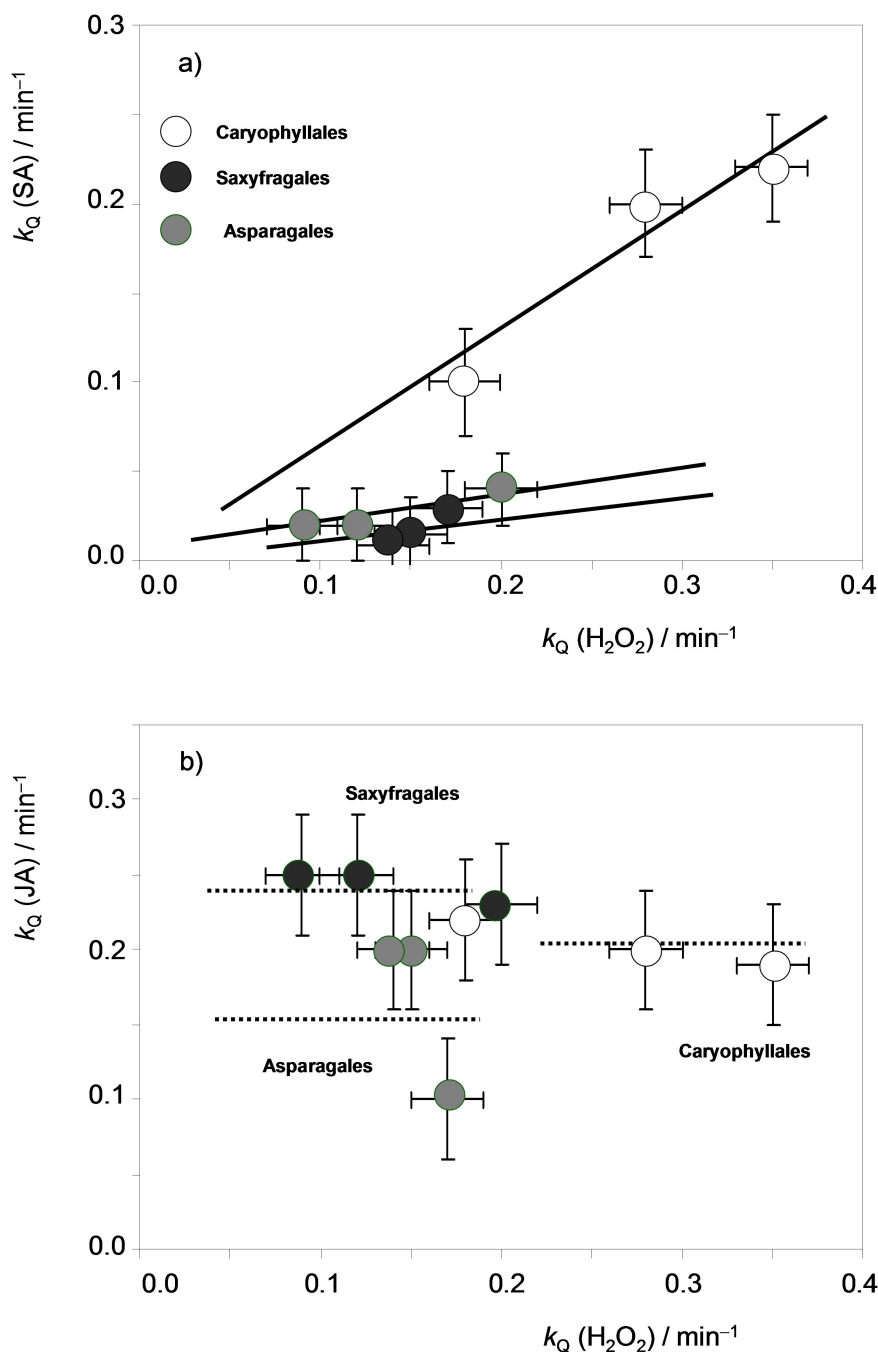 a)
Caryophyllales
Saxyfragales
Asparagales
k_Q (SA) / min⁻¹
0.3
0.2
0.1
0.0
0.0 0.1 0.2 0.3 0.4
k_Q (H₂O₂) / min⁻¹
b)
Saxyfragales
Asparagales
Caryophyllales
k_Q (JA) / min⁻¹
0.3
0.2
0.1
0.0
0.0 0.1 0.2 0.3 0.4
k_Q (H₂O₂) / min⁻¹